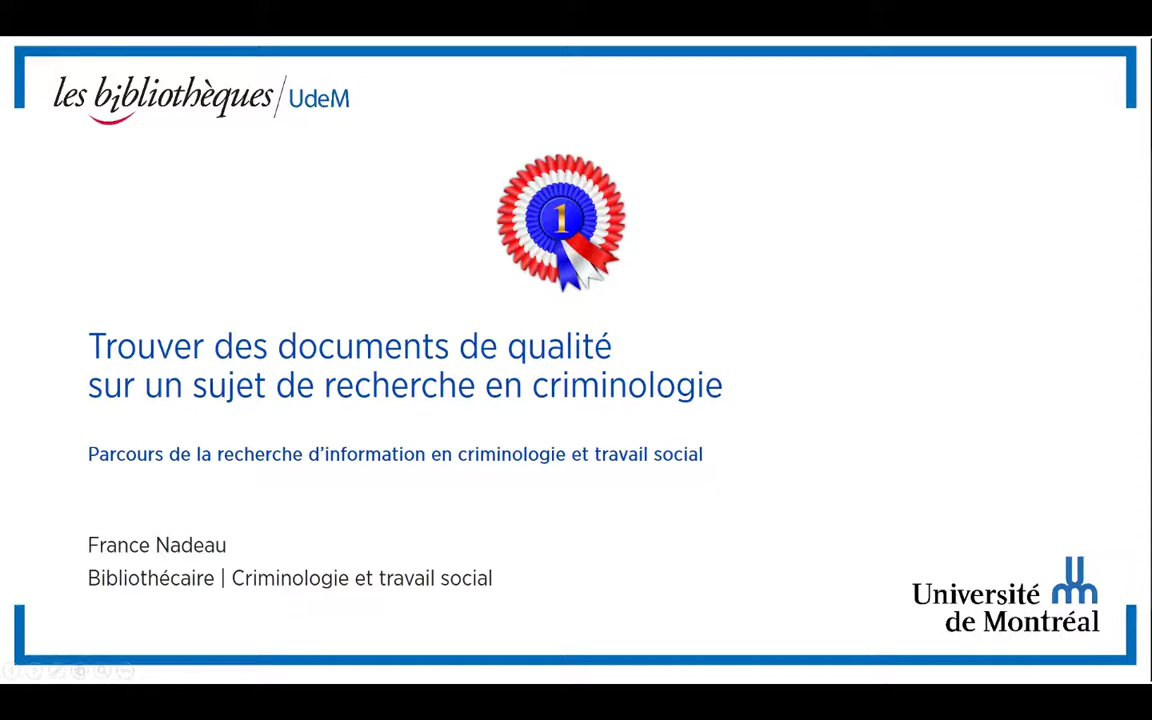 les bibliothèques/UdeM
1
Trouver des documents de qualité
sur un sujet de recherche en criminologie
Parcours de la recherche d’information en criminologie et travail social
France Nadeau
Bibliothécaire | Criminologie et travail social
Université
de Montréal